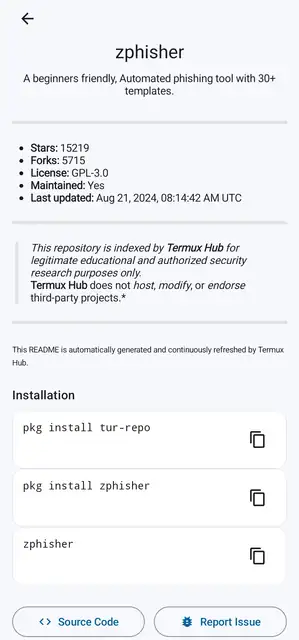 zphisher
A beginners friendly, Automated phishing tool with 30+
templates.
Stars: 15219
Forks: 5715
License: GPL-3.0
Maintained: Yes
Last updated: Aug 21, 2024, 08:14:42 AM UTC
This repository is indexed by Termux Hub for
legitimate educational and authorized security
research purposes only.
Termux Hub does not host, modify, or endorse
third-party projects.*
This README is automatically generated and continuously refreshed by Termux
Hub.
Installation
pkg install tur-repo
pkg install zphisher
zphisher
Source Code
Report Issue